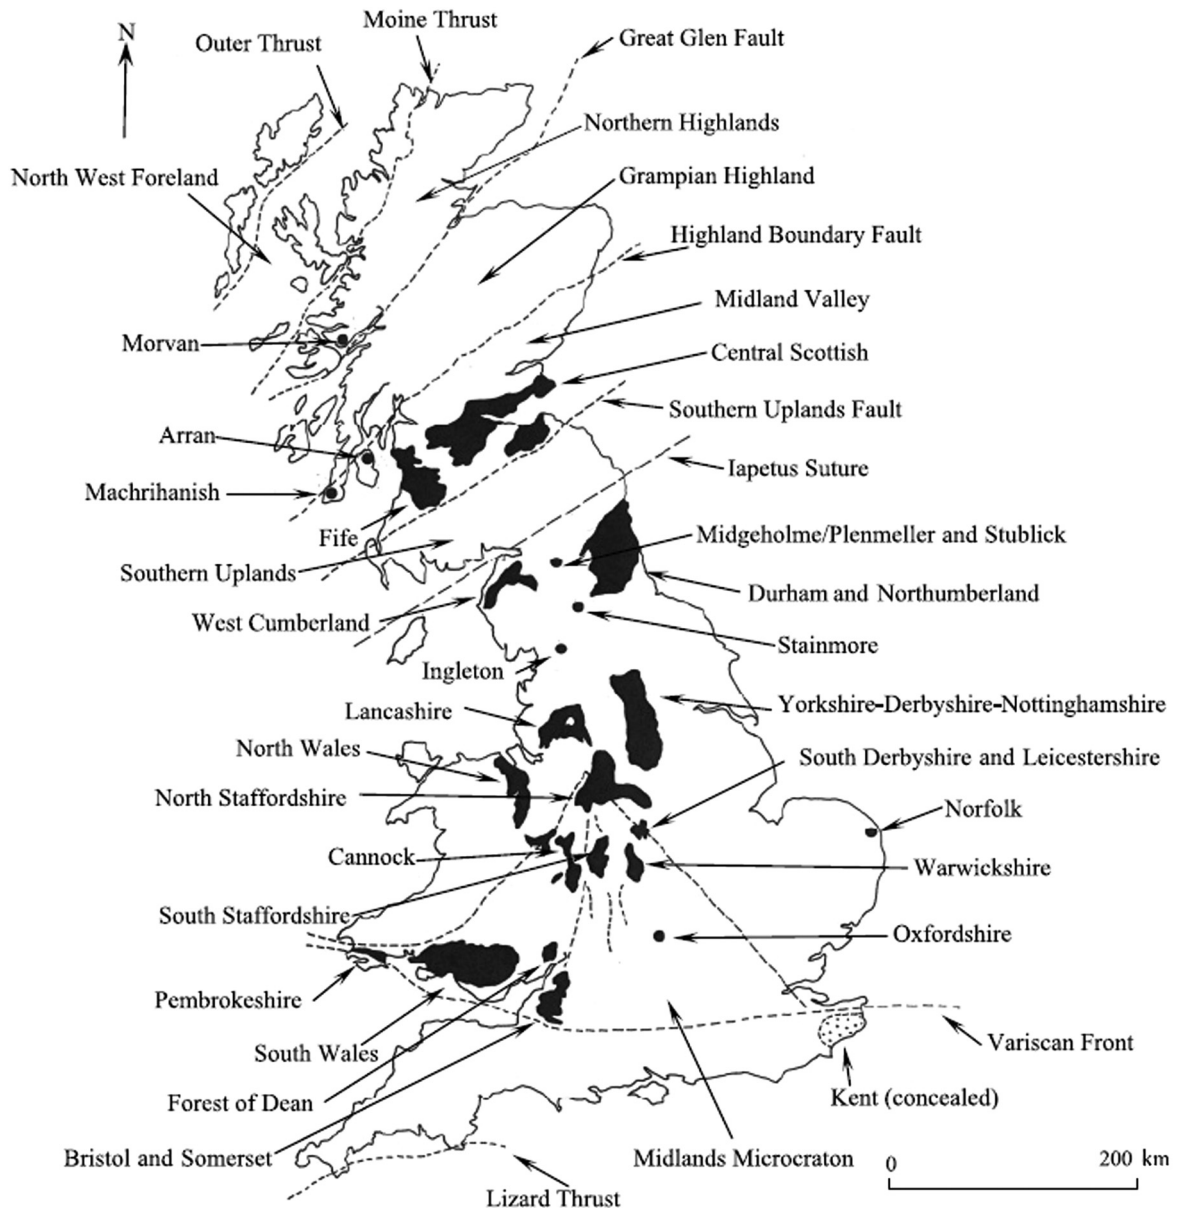 Moine Thrust
N
Outer Thrust
Great Glen Fault
Northern Highlands
North West Foreland
Grampian Highland
Highland Boundary Fault
Midland Valley
Morvan
Central Scottish
Southern Uplands Fault
Arran
Iapetus Suture
Machrihanish
Fife
Midgeholme/Plenmeller and Stublick
Southern Uplands
Durham and Northumberland
West Cumberland
Stainmore
Ingleton
Yorkshire-Derbyshire-Nottinghamshire
Lancashire
North Wales
South Derbyshire and Leicestershire
North Staffordshire
Norfolk
Cannock
Warwickshire
South Staffordshire
Oxfordshire
Pembrokeshire
South Wales
Variscan Front
Forest of Dean
Kent (concealed)
Bristol and Somerset
Midlands Microcraton
0 200 km
Lizard Thrust